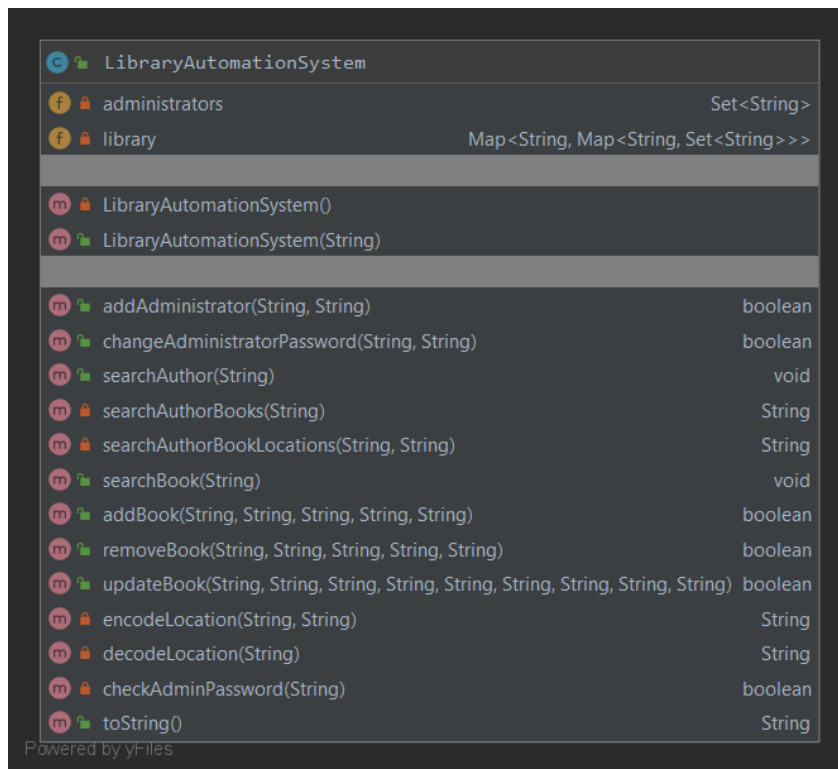 LibraryAutomationSystem
f administrators Set<String>
f library Map<String, Map<String, Set<String>>>
m LibraryAutomationSystem()
m LibraryAutomationSystem(String)
m addAdministrator(String, String) boolean
m changeAdministratorPassword(String, String) boolean
m searchAuthor(String) void
m searchAuthorBooks(String) String
m searchAuthorBookLocations(String, String) String
m searchBook(String) void
m addBook(String, String, String, String, String) boolean
m removeBook(String, String, String, String, String) boolean
m updateBook(String, String, String, String, String, String, String, String, String) boolean
m encodeLocation(String, String) String
m decodeLocation(String) String
m checkAdminPassword(String) boolean
m toString() String
Powered by yFiles